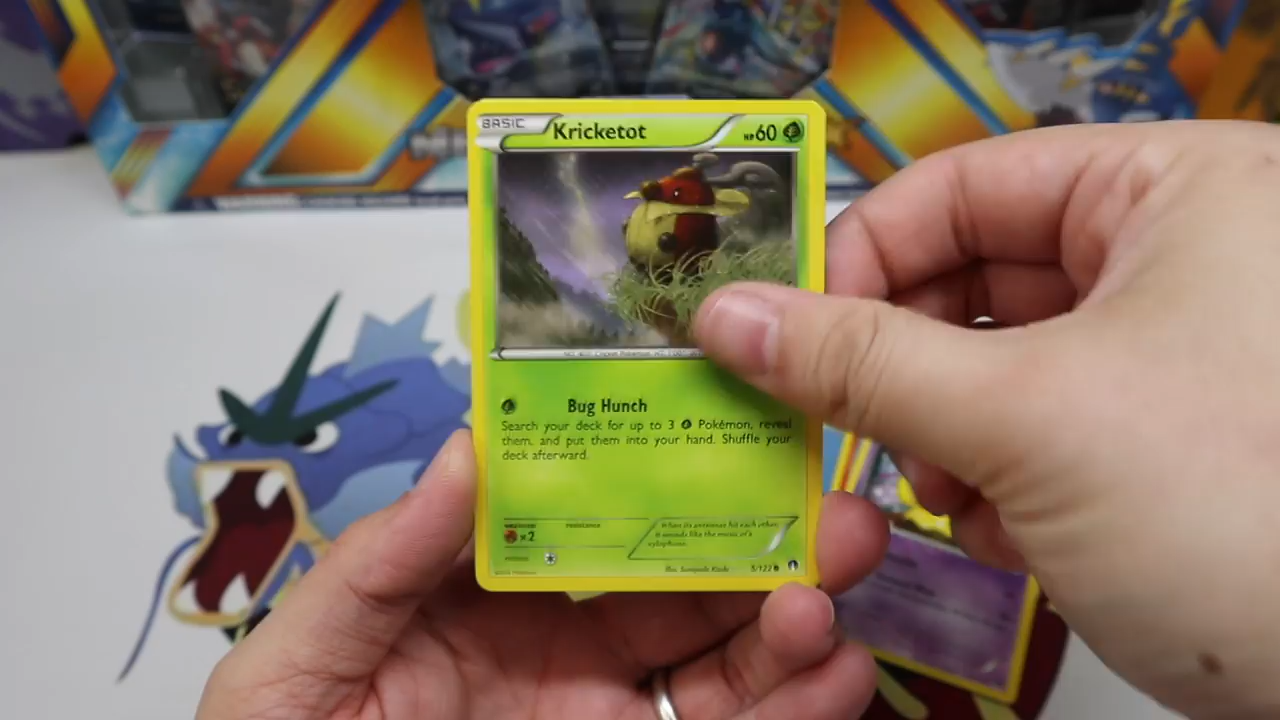 BASIC Kricketot HP 60
Bug Hunch
Search your deck for up to 3 Pokémon, reveal
them, and put them into your hand. Shuffle your
deck afterward.
weakness resistance
×2
When its antennae hit each other,
it sounds like the music of a
xylophone.
5/122